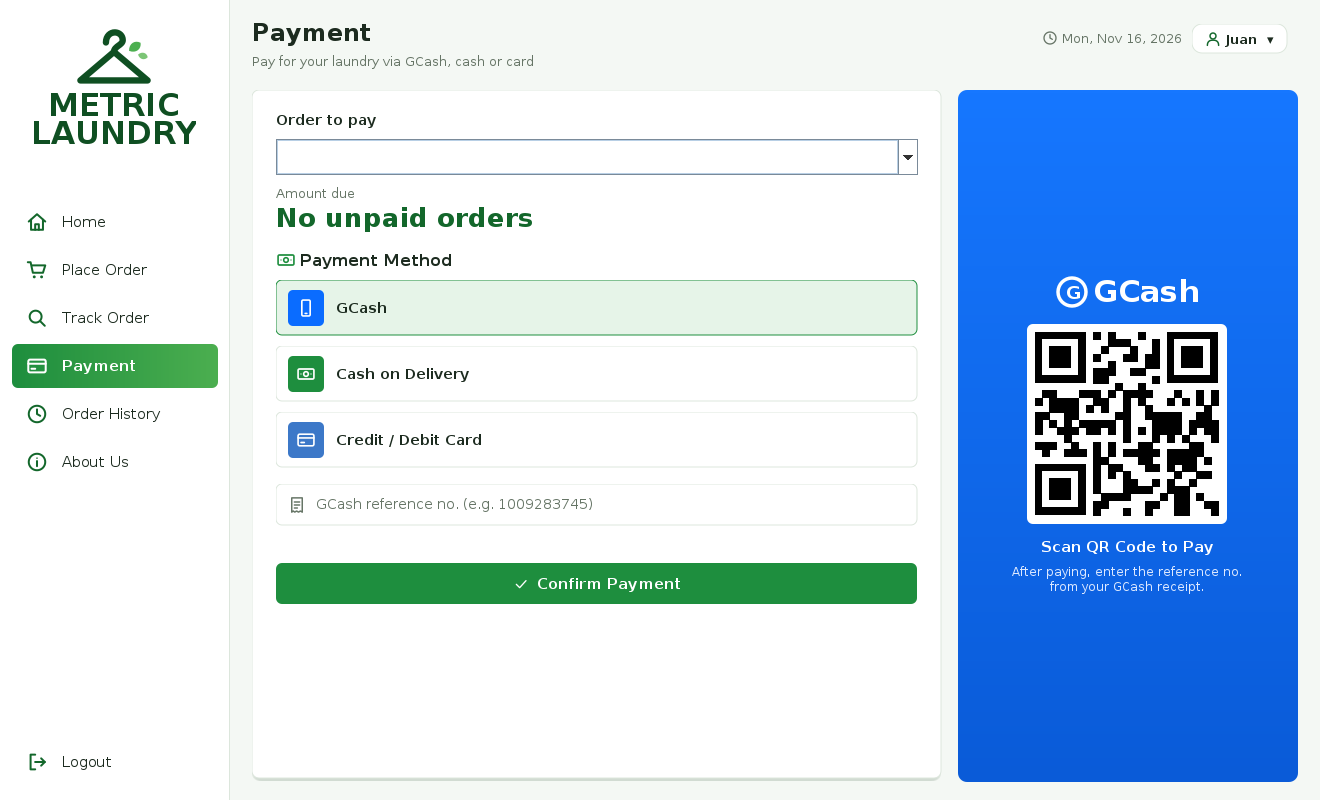 METRIC
LAUNDRY
Home
Place Order
Track Order
Payment
Order History
About Us
Logout
Payment
Pay for your laundry via GCash, cash or card
Mon, Nov 16, 2026
Juan ▾
Order to pay
Amount due
No unpaid orders
Payment Method
GCash
Cash on Delivery
Credit / Debit Card
GCash reference no. (e.g. 1009283745)
✓ Confirm Payment
G GCash
Scan QR Code to Pay
After paying, enter the reference no.
from your GCash receipt.